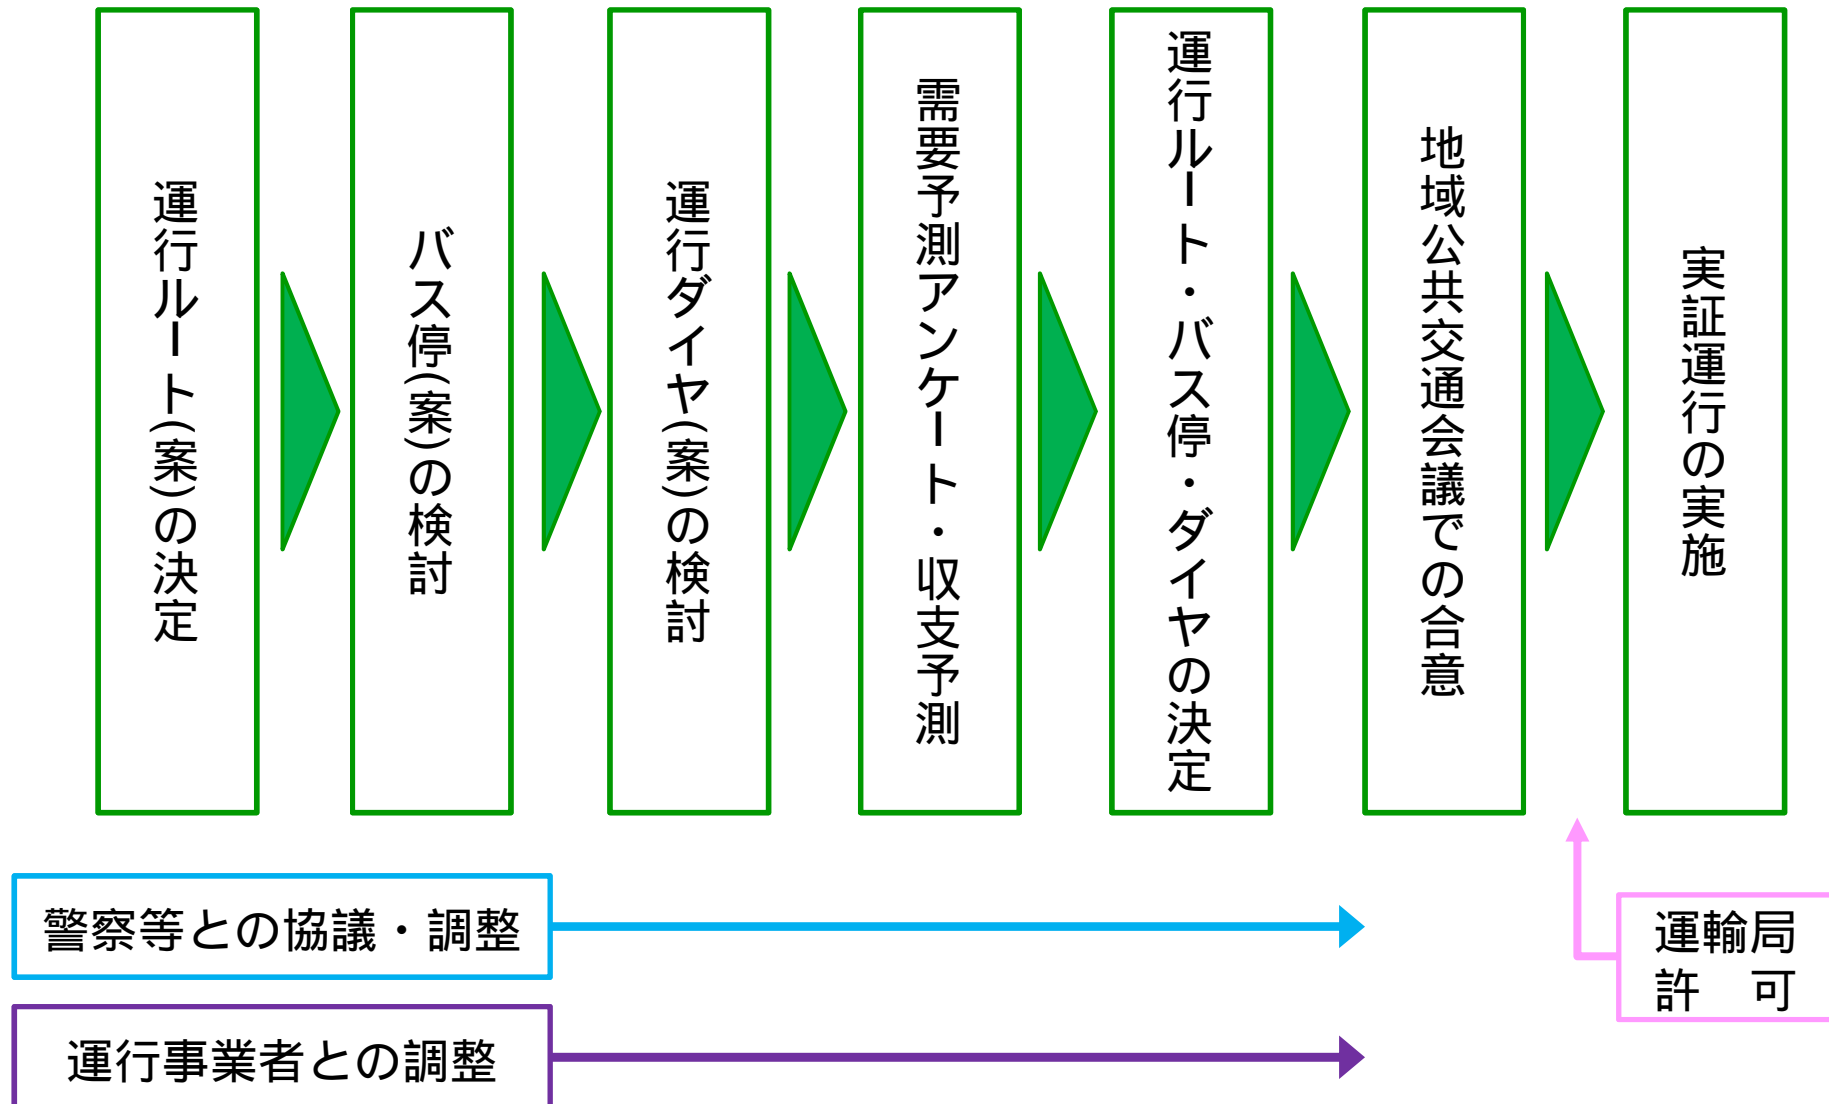 運行ルート(案)の決定
バス停(案)の検討
運行ダイヤ(案)の検討
需要予測アンケート・収支予測
運行ルート・バス停・ダイヤの決定
地域公共交通会議での合意
実証運行の実施
警察等との協議・調整
運行事業者との調整
運輸局
許　可